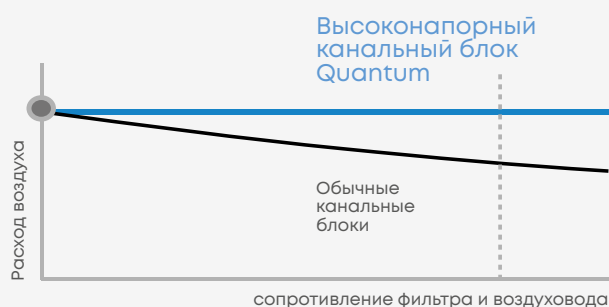 Высоконапорный
канальный блок
Quantum
Расход воздуха
Обычные
канальные
блоки
сопротивление фильтра и воздуховода